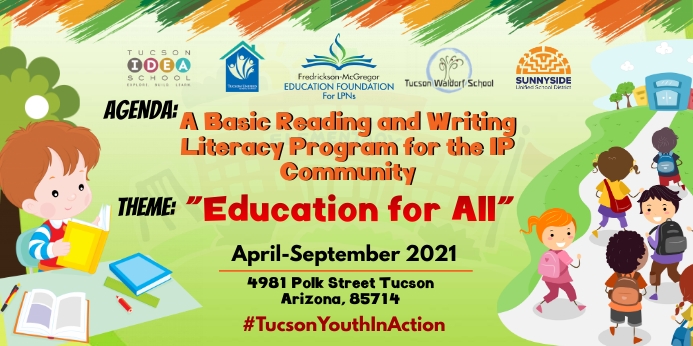 TUCSON
IDEA
SCHOOL
EXPLORE BUILD LEARN
Fredrickson-McGregor
EDUCATION FOUNDATION
For LPNs
Tucson Waldorf School
SUNNYSIDE
Unified School District
AGENDA:
A Basic Reading and Writing
Literacy Program for the IP
Community
THEME:
"Education for All"
April-September 2021
4981 Polk Street Tucson
Arizona, 85714
#TucsonYouthInAction